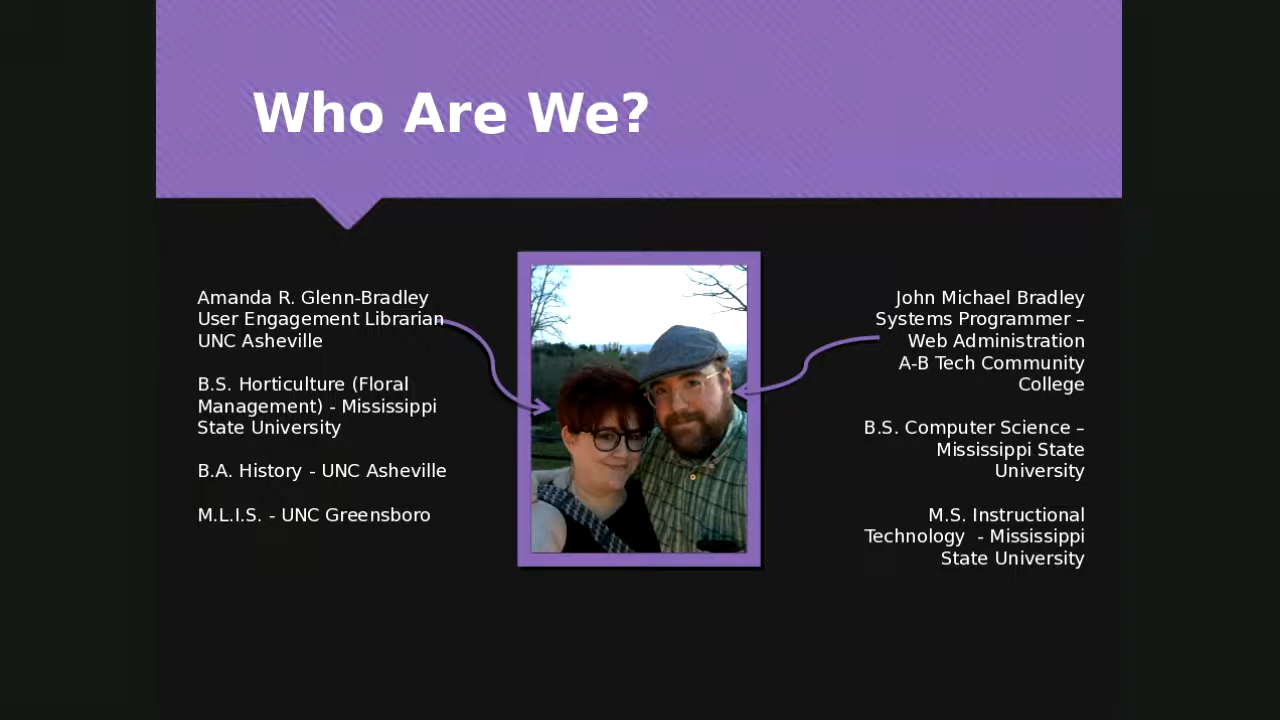 Who Are We?
Amanda R. Glenn-Bradley
User Engagement Librarian
UNC Asheville
B.S. Horticulture (Floral
Management) - Mississippi
State University
B.A. History - UNC Asheville
M.L.I.S. - UNC Greensboro
John Michael Bradley
Systems Programmer –
Web Administration
A-B Tech Community
College
B.S. Computer Science –
Mississippi State
University
M.S. Instructional
Technology  - Mississippi
State University